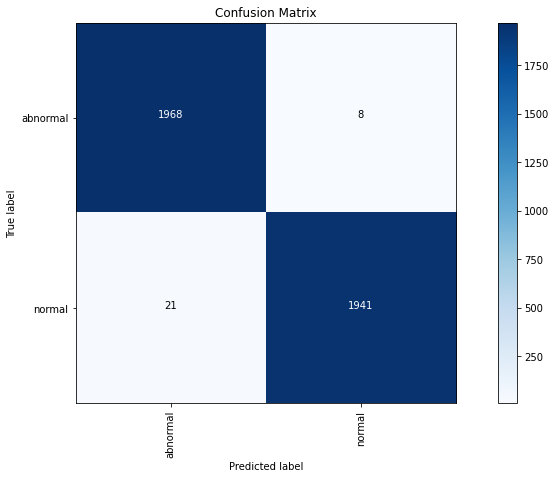 Confusion Matrix
True label
abnormal
1968
8
normal
21
1941
abnormal
normal
Predicted label
1750
1500
1250
1000
750
500
250